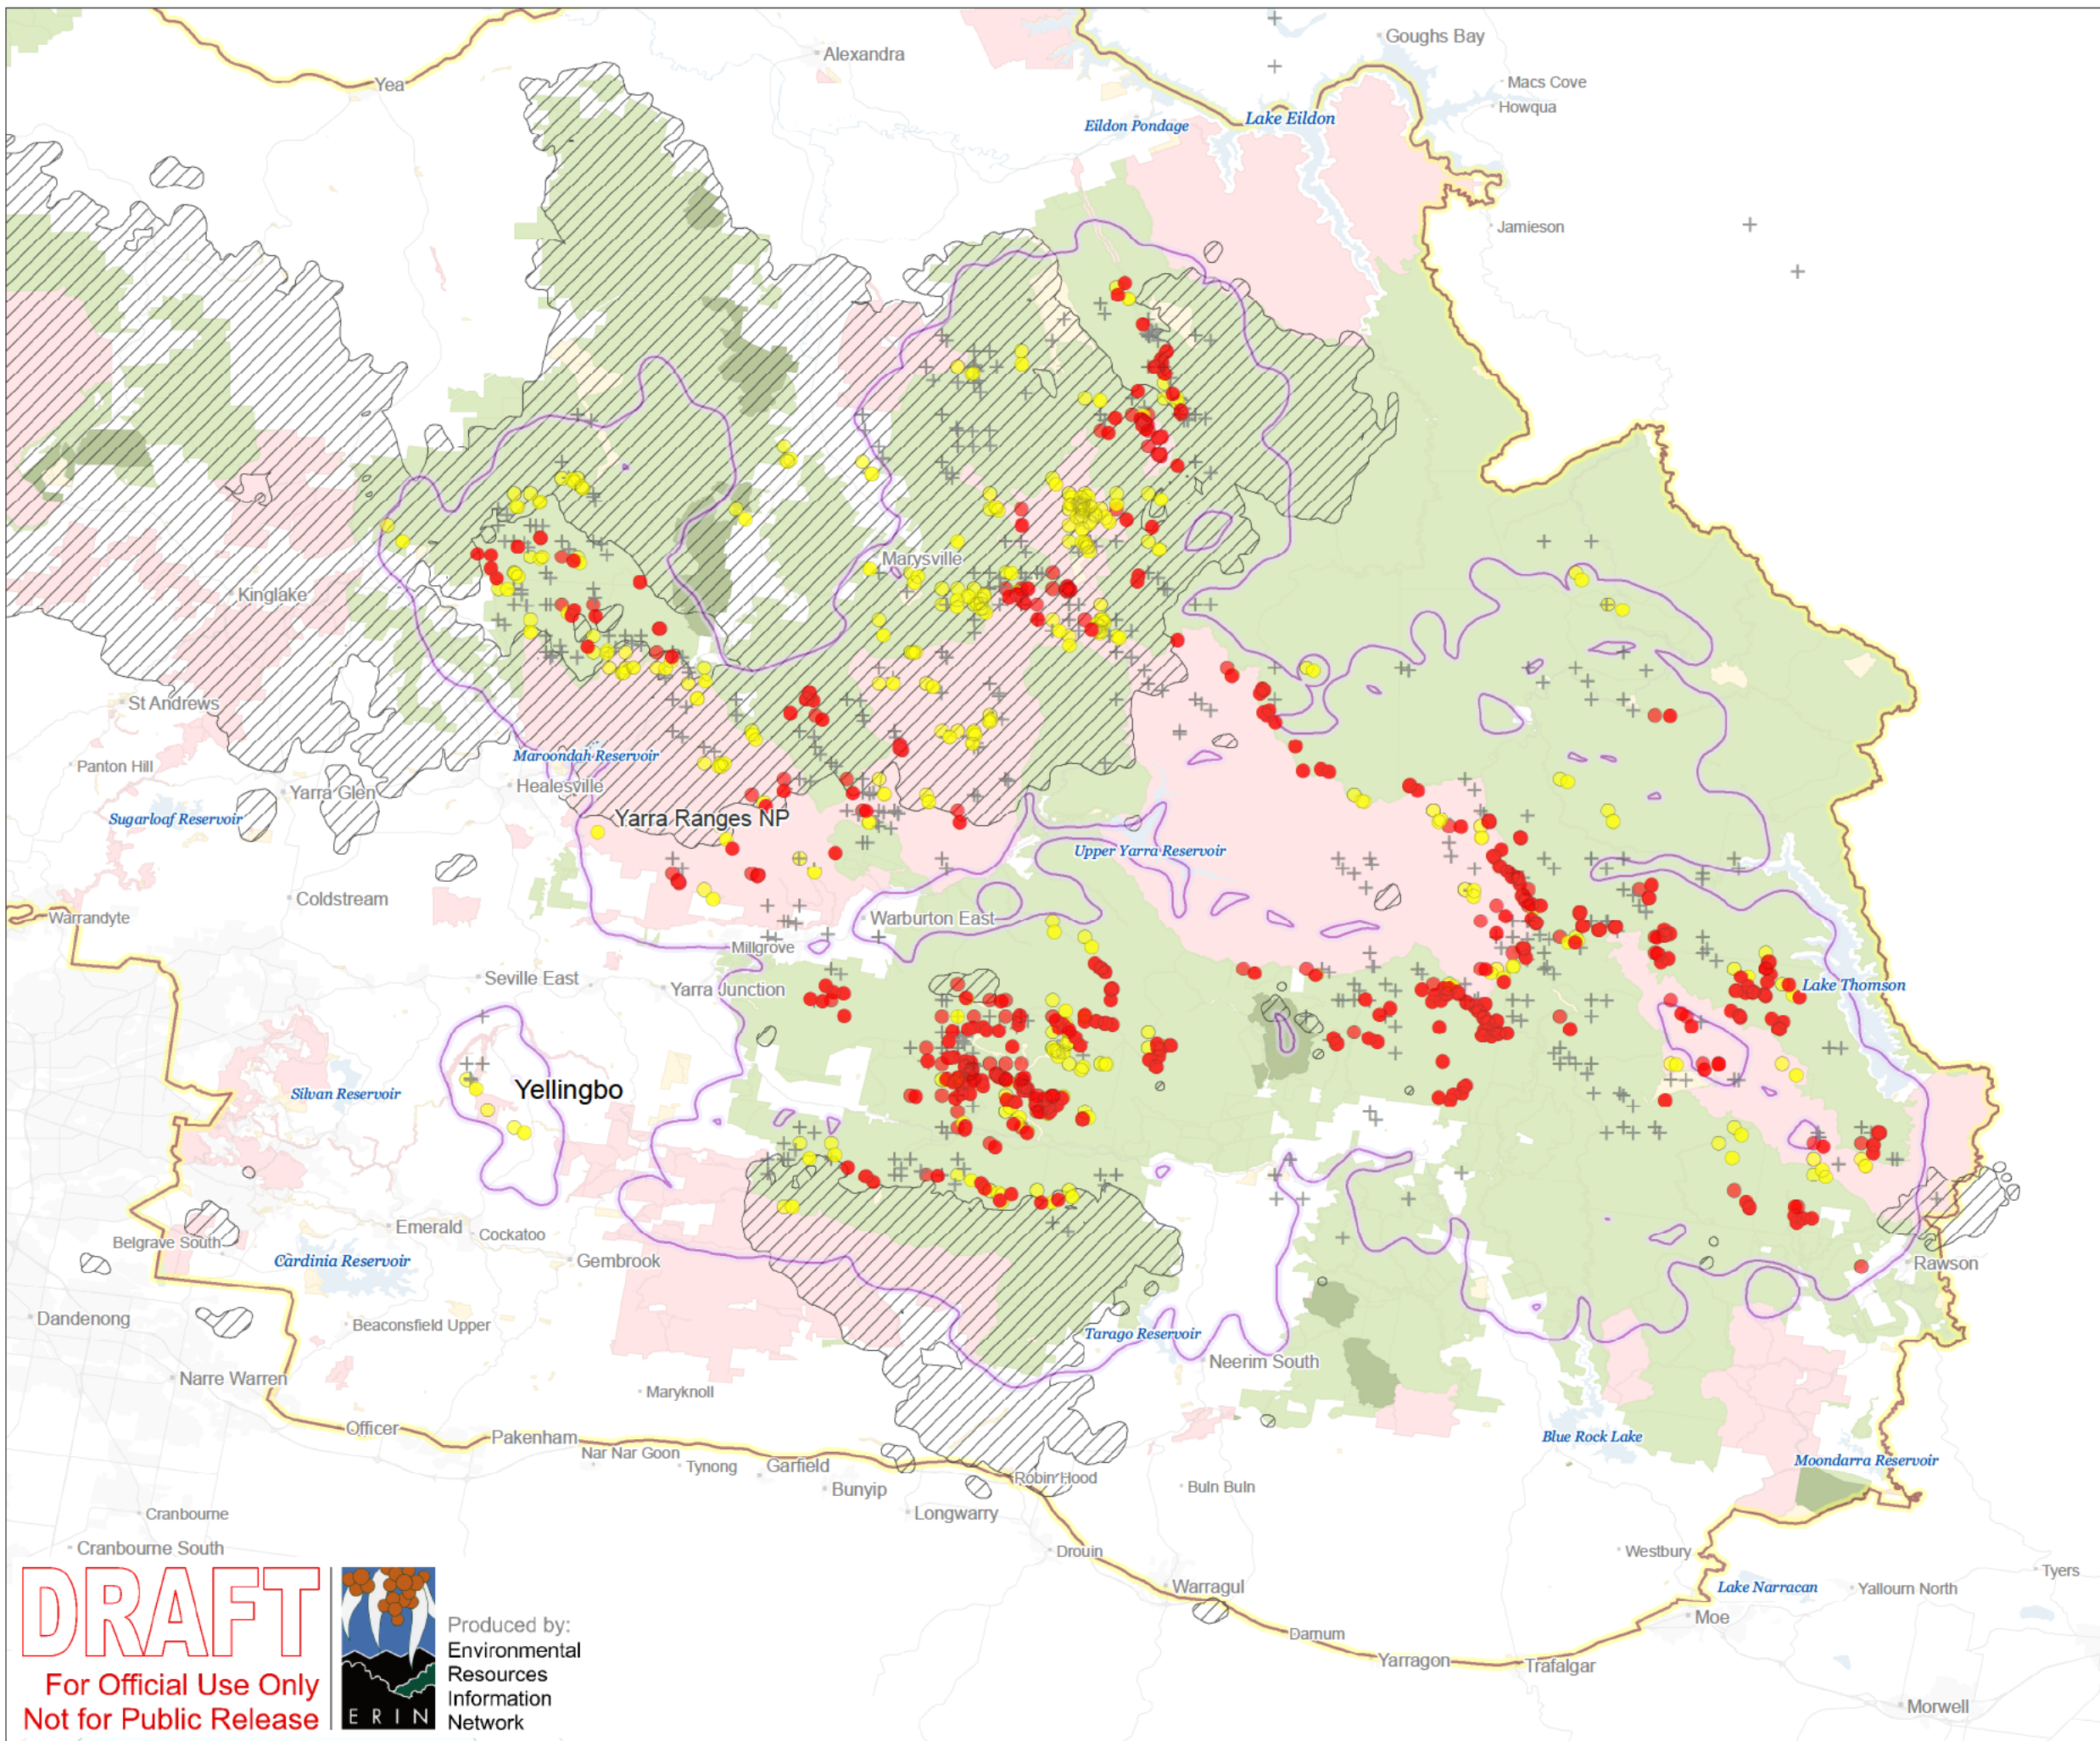 Goughs Bay
Alexandra
Yea
Macs Cove
Howqua
Lake Eildon
Eildon Pondage
Jamieson
Marysville
Kinglake
St Andrews
Maroondah Reservoir
Panton Hill
Healesville
Yarra Glen
Sugarloaf Reservoir
Yarra Ranges NP
Upper Yarra Reservoir
Coldstream
Warrandyte
Warburton East
Millgrove
Seville East
Yarra Junction
Lake Thomson
Silvan Reservoir
Yellingbo
Emerald
Cockatoo
Belgrave South
Cardinia Reservoir
Gembrook
Rawson
Dandenong
Beaconsfield Upper
Tarago Reservoir
Neerim South
Narre Warren
Maryknoll
Officer
Pakenham
Blue Rock Lake
Nar Nar Goon
Tynong
Garfield
Moondarra Reservoir
Robin Hood
Bunyip
Buln Buln
Cranbourne
Longwarry
Cranbourne South
Drouin
Westbury
Tyers
Warragul
Lake Narracan
Yallourn North
Moe
Darnum
Yarragon
Trafalgar
Morwell
DRAFT
For Official Use Only
Not for Public Release
ERIN
Produced by:
Environmental
Resources
Information
Network